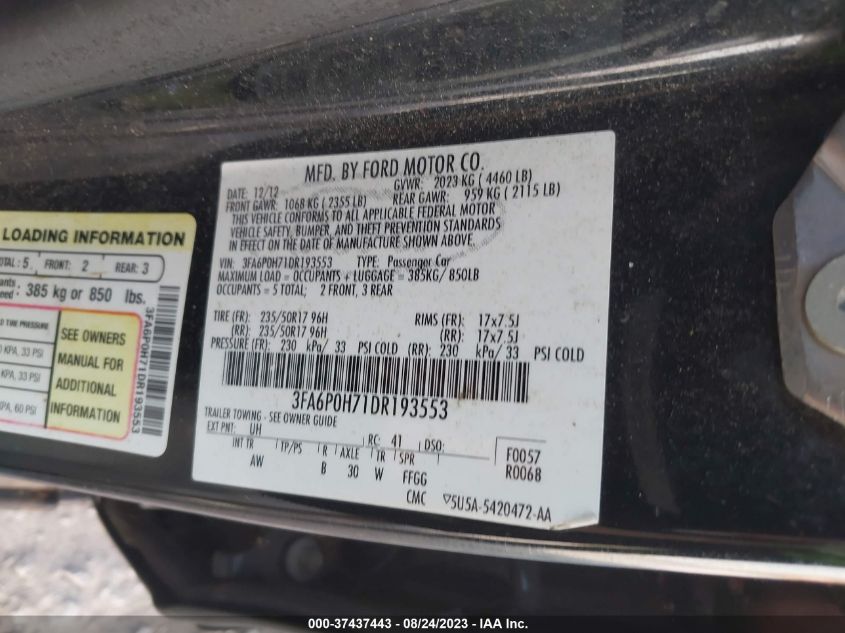 MFD. BY FORD MOTOR CO.
DATE: 12/12 GVWR: 2023 KG ( 4460 LB)
FRONT GAWR: 1068 KG ( 2355 LB) REAR GAWR: 959 KG ( 2115 LB)
THIS VEHICLE CONFORMS TO ALL APPLICABLE FEDERAL MOTOR
VEHICLE SAFETY, BUMPER, AND THEFT PREVENTION STANDARDS
IN EFFECT ON THE DATE OF MANUFACTURE SHOWN ABOVE.
VIN: 3FA6P0H71DR193553 TYPE: Passenger Car
MAXIMUM LOAD = OCCUPANTS + LUGGAGE = 385KG/ 850LB
OCCUPANTS = 5 TOTAL: 2 FRONT, 3 REAR
TIRE (FR): 235/50R17 96H RIMS (FR): 17x7.5J
(RR): 235/50R17 96H (RR): 17x7.5J
PRESSURE (FR): 230 kPa/ 33 PSI COLD (RR): 230 kPa/ 33 PSI COLD
3FA6P0H71DR193553
TRAILER TOWING - SEE OWNER GUIDE
EXT PNT: UH RC: 41 DSO: F0057
INT TR TP/PS R AXLE TR SPR R0068
AW B 30 W FFGG
CMC ▽5U5A-5420472-AA
LOADING INFORMATION
OTAL: 5 FRONT: 2 REAR: 3
385 kg or 850 lbs.
TIRE PRESSURE
KPA, 33 PSI
KPA, 33 PSI
KPA, 60 PSI
SEE OWNERS
MANUAL FOR
ADDITIONAL
INFORMATION
3FA6P0H71DR193553
000-37437443 - 08/24/2023 - IAA Inc.